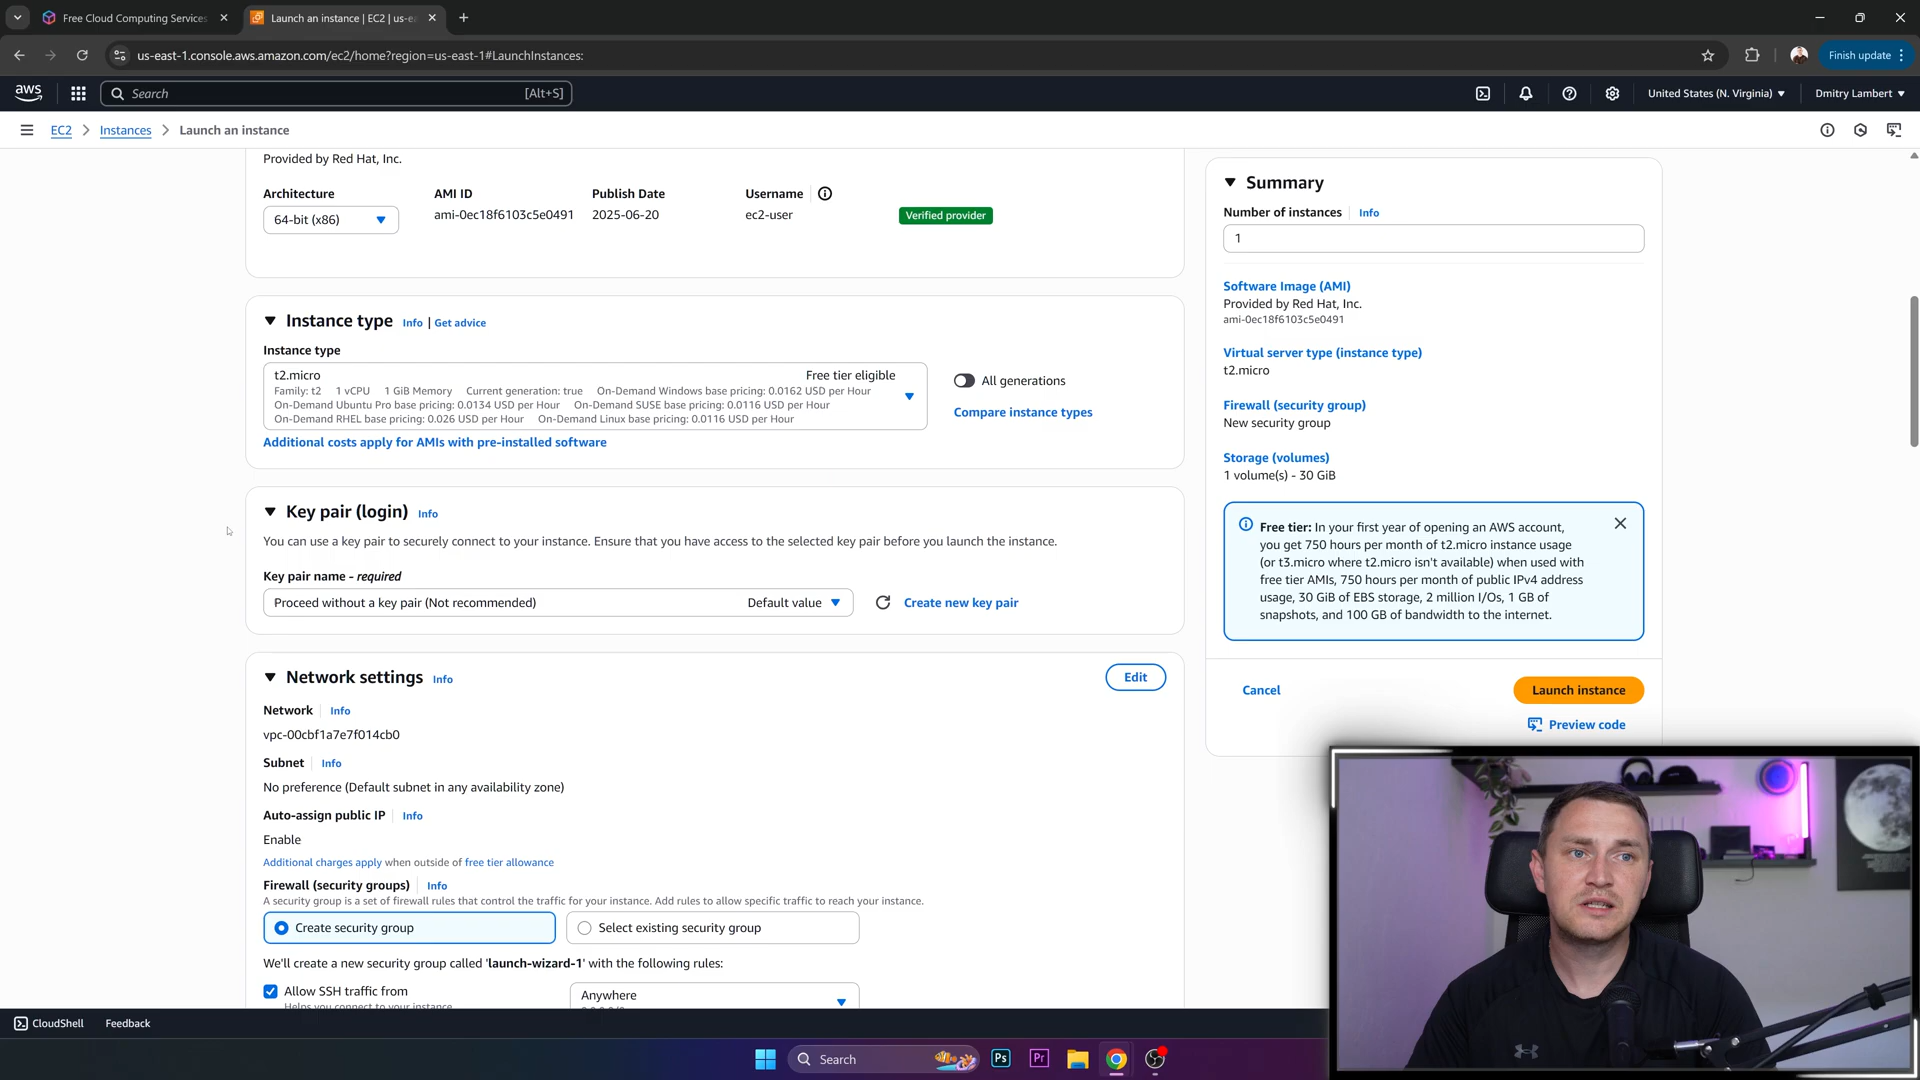 Free Cloud Computing Services
Launch an instance | EC2 | us-ea
us-east-1.console.aws.amazon.com/ec2/home?region=us-east-1#LaunchInstances:
Finish update
aws
Search
[Alt+S]
United States (N. Virginia)
Dmitry Lambert
EC2
Instances
Launch an instance
Provided by Red Hat, Inc.
Architecture
AMI ID
Publish Date
Username
64-bit (x86)
ami-0ec18f6103c5e0491
2025-06-20
ec2-user
Verified provider
Instance type
Info | Get advice
Instance type
t2.micro
Free tier eligible
Family: t2 1 vCPU 1 GiB Memory Current generation: true On-Demand Windows base pricing: 0.0162 USD per Hour
On-Demand Ubuntu Pro base pricing: 0.0134 USD per Hour On-Demand SUSE base pricing: 0.0116 USD per Hour
On-Demand RHEL base pricing: 0.026 USD per Hour On-Demand Linux base pricing: 0.0116 USD per Hour
All generations
Compare instance types
Additional costs apply for AMIs with pre-installed software
Key pair (login)
Info
You can use a key pair to securely connect to your instance. Ensure that you have access to the selected key pair before you launch the instance.
Key pair name - required
Proceed without a key pair (Not recommended)
Default value
Create new key pair
Network settings
Info
Edit
Network
Info
vpc-00cbf1a7e7f014cb0
Subnet
Info
No preference (Default subnet in any availability zone)
Auto-assign public IP
Info
Enable
Additional charges apply when outside of free tier allowance
Firewall (security groups)
Info
A security group is a set of firewall rules that control the traffic for your instance. Add rules to allow specific traffic to reach your instance.
Create security group
Select existing security group
We'll create a new security group called 'launch-wizard-1' with the following rules:
Allow SSH traffic from
Helps you connect to your instance
Anywhere
0.0.0.0/0
Summary
Number of instances
Info
1
Software Image (AMI)
Provided by Red Hat, Inc.
ami-0ec18f6103c5e0491
Virtual server type (instance type)
t2.micro
Firewall (security group)
New security group
Storage (volumes)
1 volume(s) - 30 GiB
Free tier: In your first year of opening an AWS account,
you get 750 hours per month of t2.micro instance usage
(or t3.micro where t2.micro isn't available) when used with
free tier AMIs, 750 hours per month of public IPv4 address
usage, 30 GiB of EBS storage, 2 million I/Os, 1 GB of
snapshots, and 100 GB of bandwidth to the internet.
Cancel
Launch instance
Preview code
CloudShell
Feedback
Search
Ps
Pr